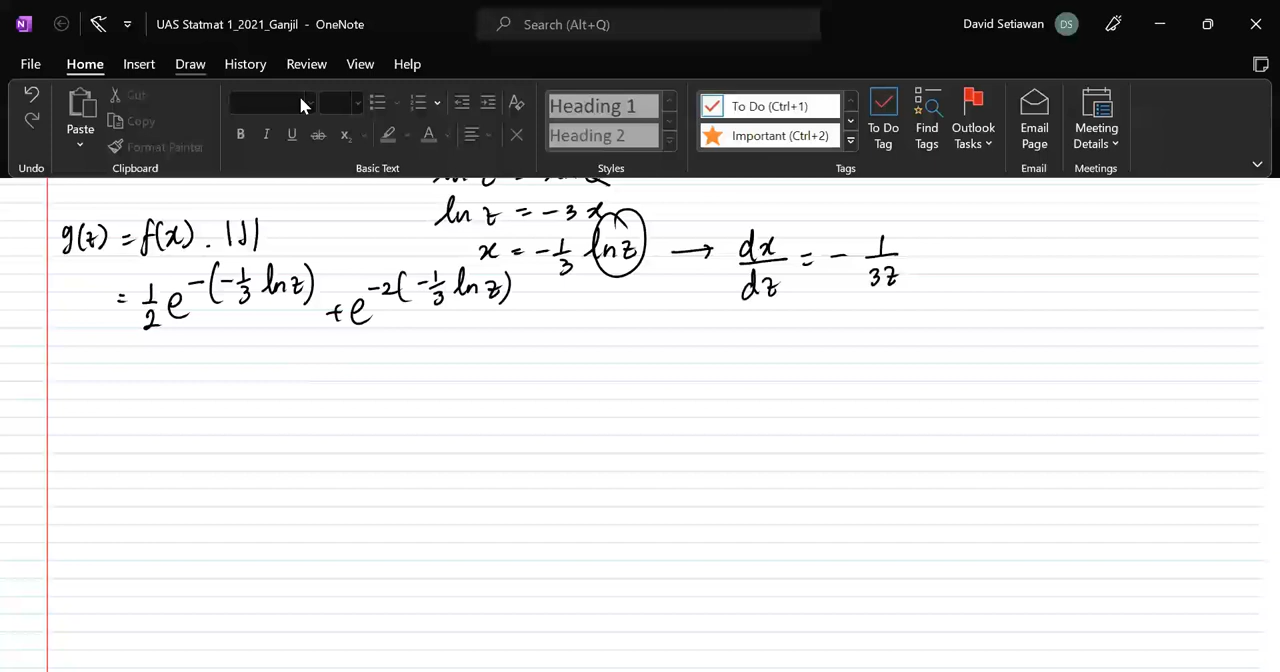 UAS Statmat 1_2021_Ganjil - OneNote
Search (Alt+Q)
David Setiawan
DS
File Home Insert Draw History Review View Help
Paste
Cut
Copy
Format Painter
B I U ab x₂ A
Heading 1
Heading 2
To Do (Ctrl+1)
Important (Ctrl+2)
To Do Tag
Find Tags
Outlook Tasks
Email Page
Meeting Details
Undo Clipboard Basic Text Styles Tags Email Meetings
ln z = -3x
g(z) = f(x) . |J|
x = -1/3 ln z → dx/dz = - 1/3z
= 1/2 e^-(-1/3 ln z) + e^-2(-1/3 ln z)